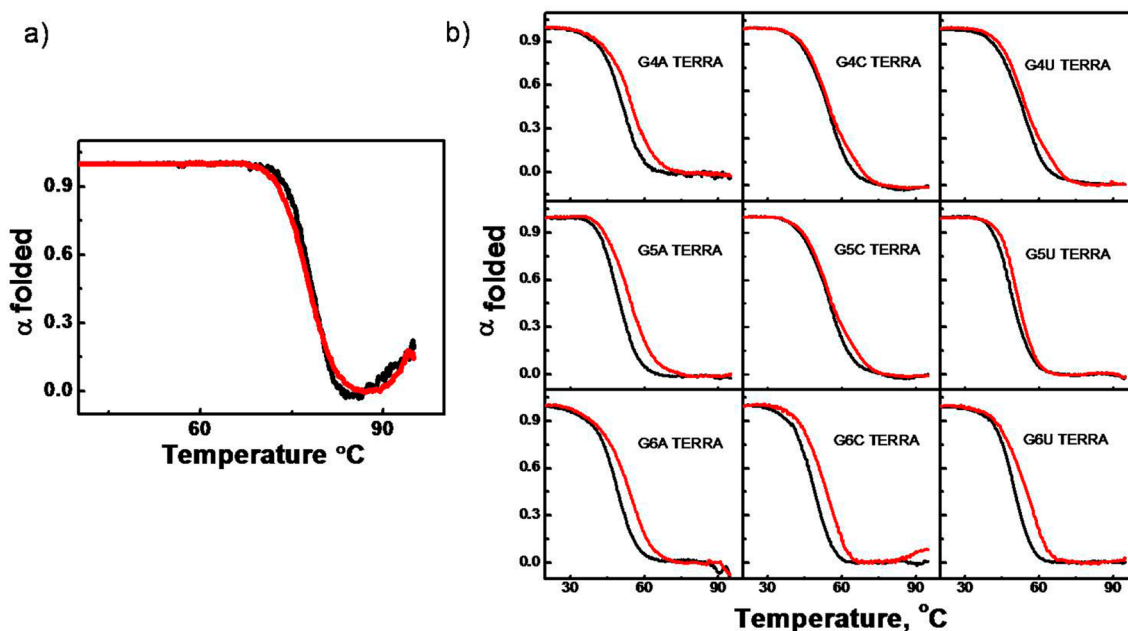 a)
α folded
0.9
0.6
0.3
0.0
60
90
Temperature °C
b)
α folded
0.9
0.6
0.3
0.0
0.9
0.6
0.3
0.0
0.9
0.6
0.3
0.0
G4A TERRA
G4C TERRA
G4U TERRA
G5A TERRA
G5C TERRA
G5U TERRA
G6A TERRA
G6C TERRA
G6U TERRA
30
60
90
30
60
90
30
60
90
Temperature, °C